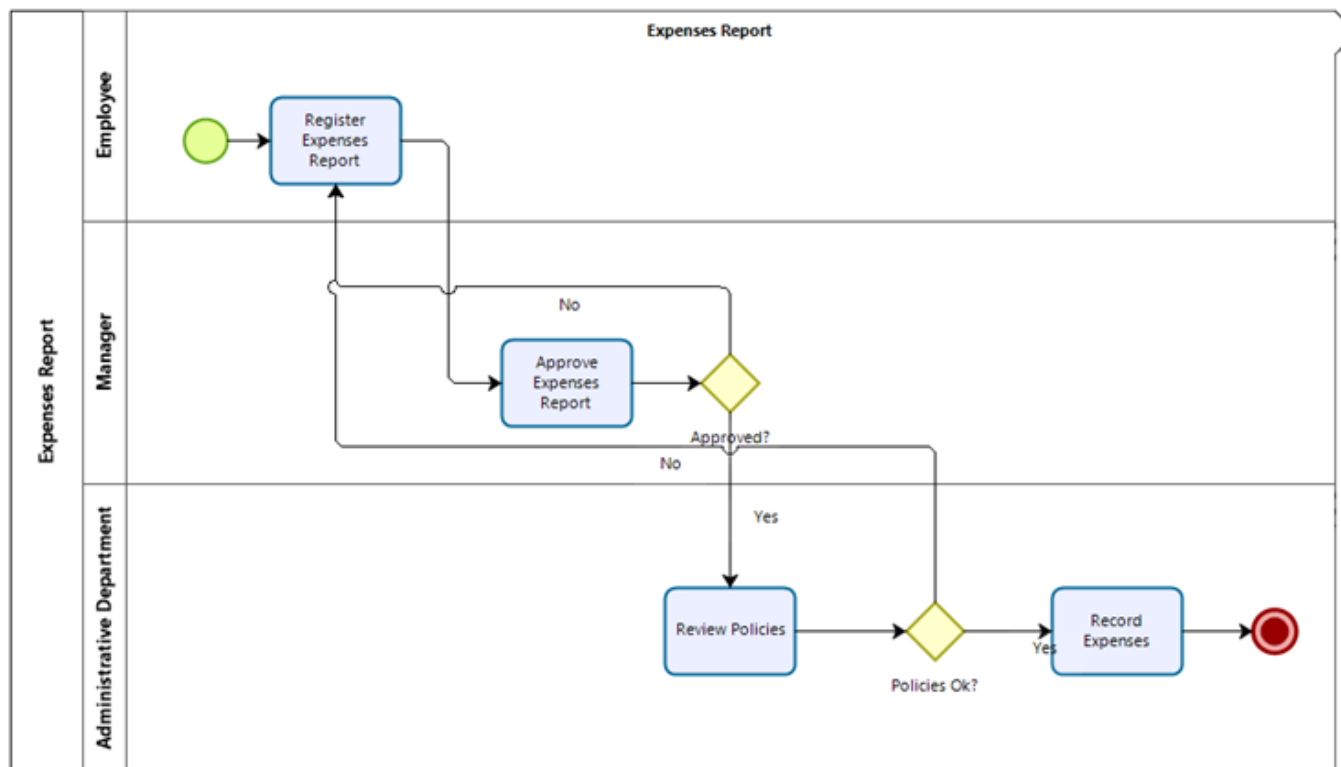 Expenses Report
Expenses Report
Employee
Register
Expenses
Report
Manager
No
Approve
Expenses
Report
Approved?
No
Administrative Department
Yes
Review Policies
Policies Ok?
Yes
Record
Expenses